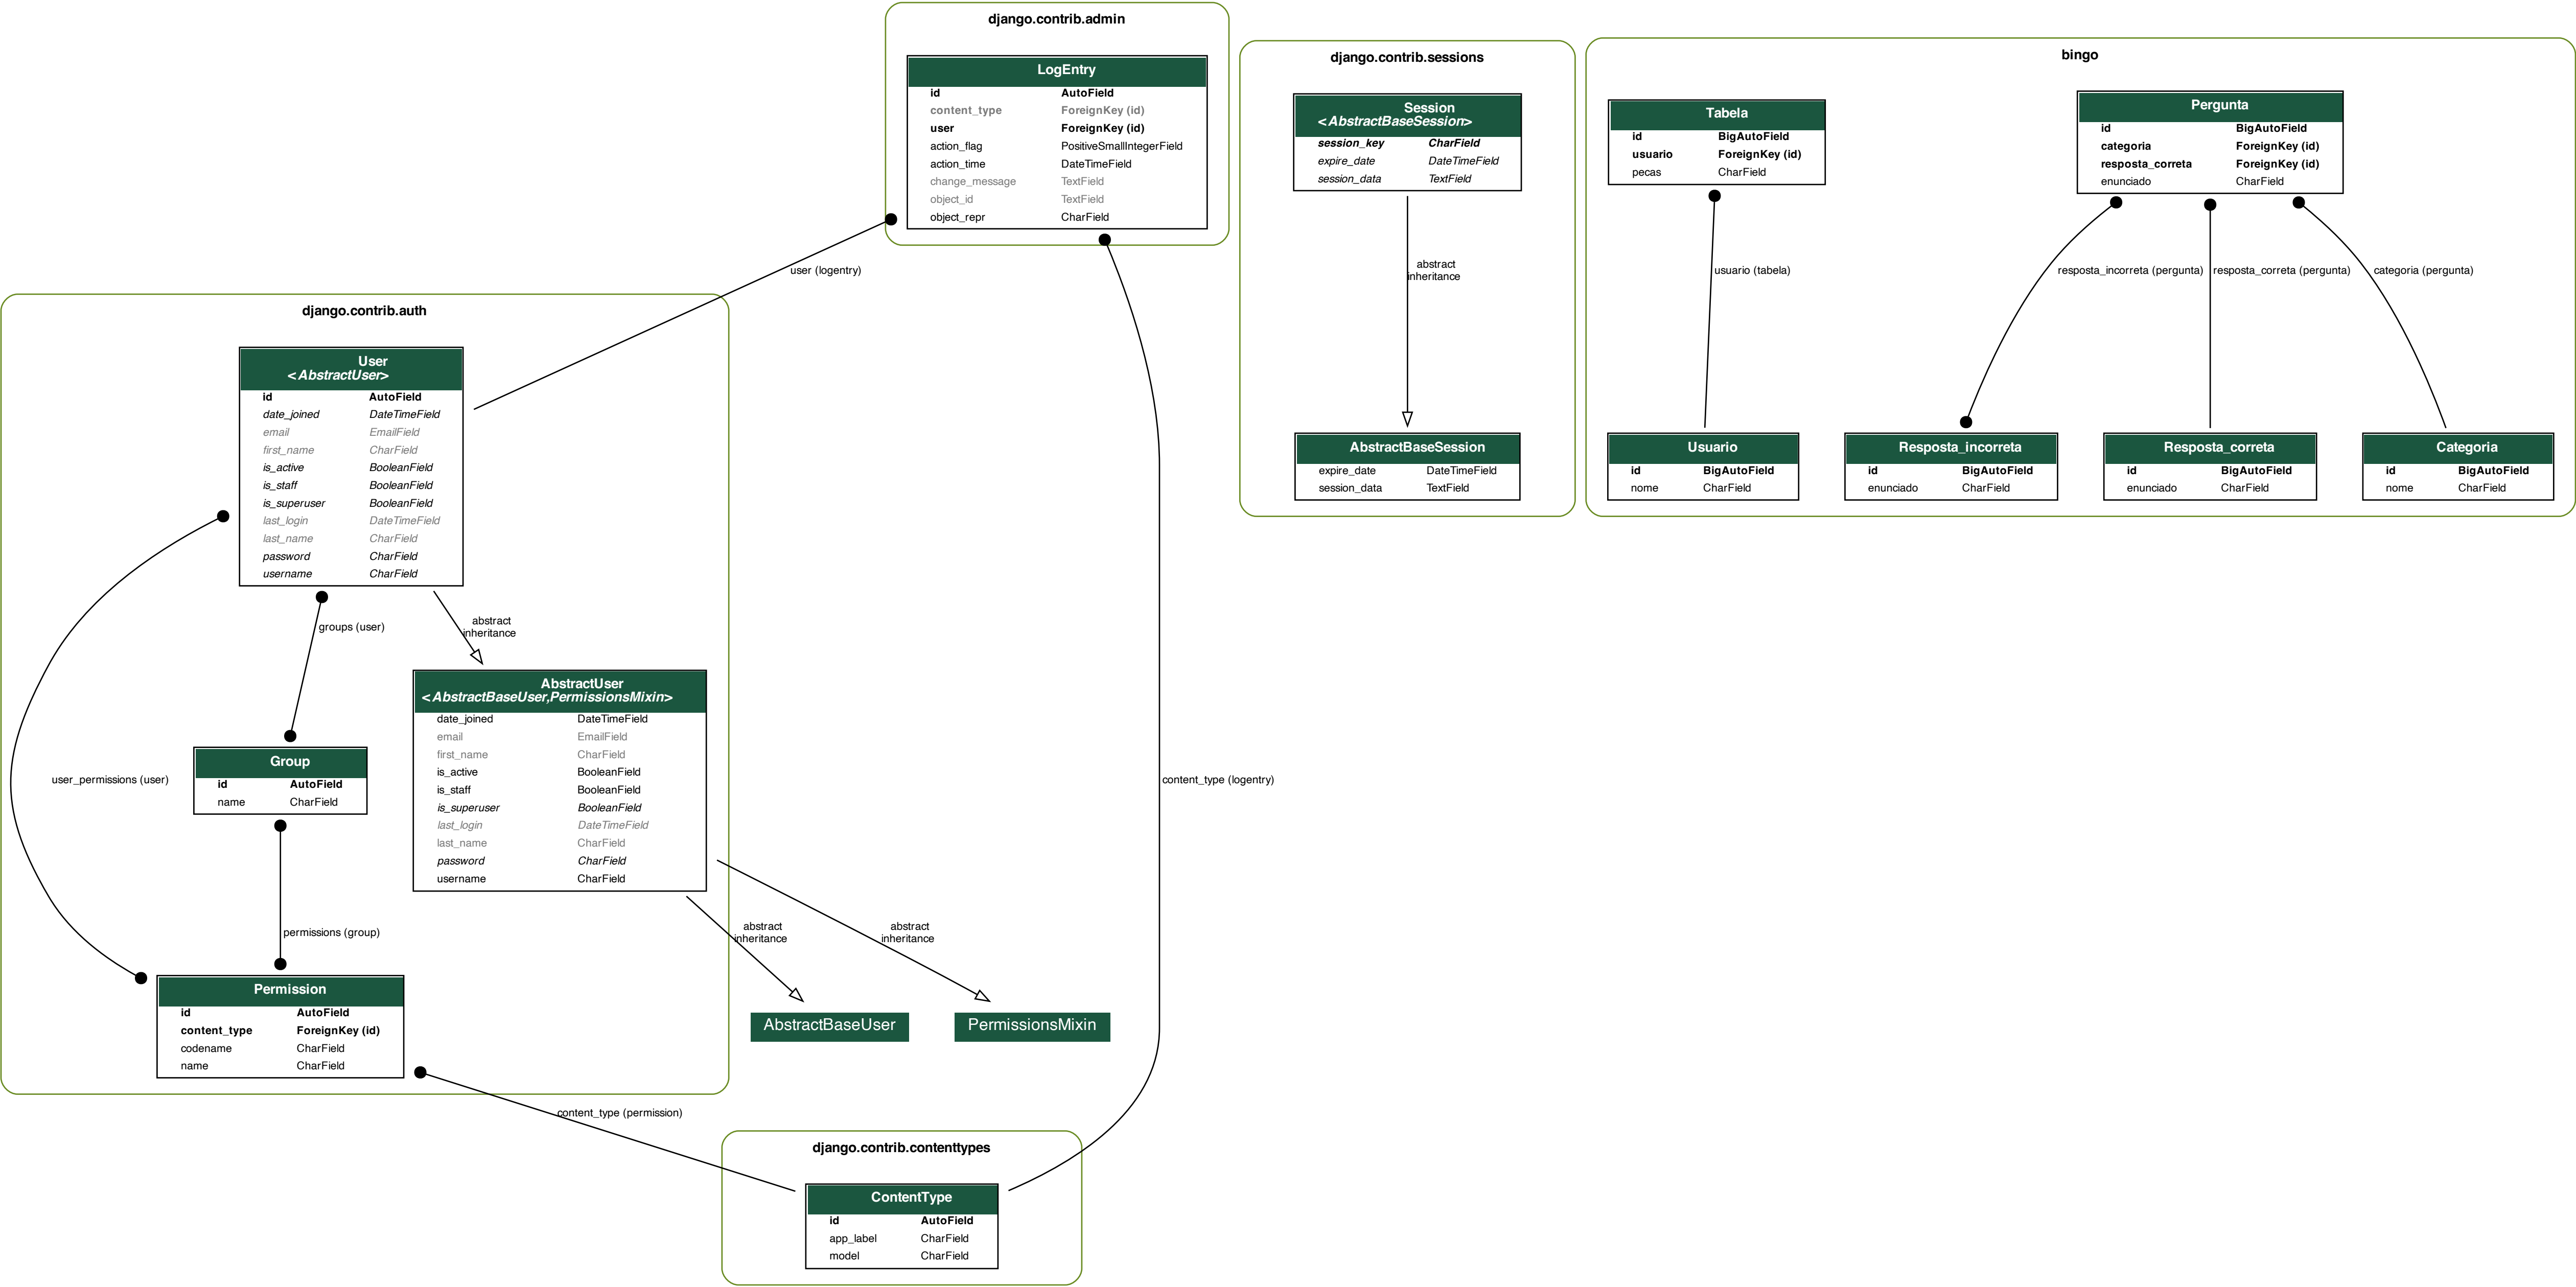 django.contrib.admin
LogEntry
id AutoField
content_type ForeignKey (id)
user ForeignKey (id)
action_flag PositiveSmallIntegerField
action_time DateTimeField
change_message TextField
object_id TextField
object_repr CharField
django.contrib.sessions
Session
<AbstractBaseSession>
session_key CharField
expire_date DateTimeField
session_data TextField
abstract
inheritance
AbstractBaseSession
expire_date DateTimeField
session_data TextField
bingo
Tabela
id BigAutoField
usuario ForeignKey (id)
pecas CharField
Pergunta
id BigAutoField
categoria ForeignKey (id)
resposta_correta ForeignKey (id)
enunciado CharField
usuario (tabela)
resposta_incorreta (pergunta)
resposta_correta (pergunta)
categoria (pergunta)
Usuario
id BigAutoField
nome CharField
Resposta_incorreta
id BigAutoField
enunciado CharField
Resposta_correta
id BigAutoField
enunciado CharField
Categoria
id BigAutoField
nome CharField
user (logentry)
django.contrib.auth
User
<AbstractUser>
id AutoField
date_joined DateTimeField
email EmailField
first_name CharField
is_active BooleanField
is_staff BooleanField
is_superuser BooleanField
last_login DateTimeField
last_name CharField
password CharField
username CharField
groups (user)
abstract
inheritance
AbstractUser
<AbstractBaseUser,PermissionsMixin>
date_joined DateTimeField
email EmailField
first_name CharField
is_active BooleanField
is_staff BooleanField
is_superuser BooleanField
last_login DateTimeField
last_name CharField
password CharField
username CharField
Group
id AutoField
name CharField
user_permissions (user)
content_type (logentry)
permissions (group)
abstract
inheritance
abstract
inheritance
Permission
id AutoField
content_type ForeignKey (id)
codename CharField
name CharField
AbstractBaseUser
PermissionsMixin
content_type (permission)
django.contrib.contenttypes
ContentType
id AutoField
app_label CharField
model CharField